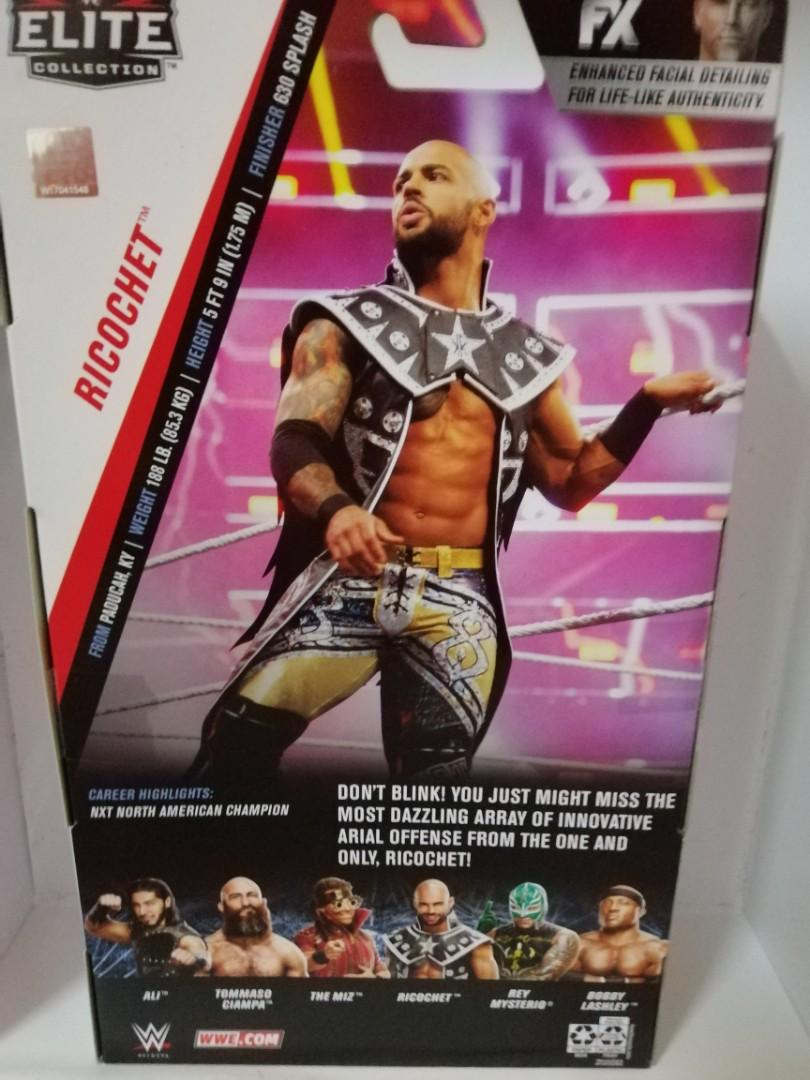 ELITE
COLLECTION™
WI7041546
RICOCHET™
FROM PADUCAH, KY | WEIGHT 188 LB. (85.3 KG) | HEIGHT 5 FT 9 IN (1.75 M) | FINISHER 630 SPLASH
FX
ENHANCED FACIAL DETAILING
FOR LIFE-LIKE AUTHENTICITY.
CAREER HIGHLIGHTS:
NXT NORTH AMERICAN CHAMPION
DON'T BLINK! YOU JUST MIGHT MISS THE
MOST DAZZLING ARRAY OF INNOVATIVE
ARIAL OFFENSE FROM THE ONE AND
ONLY, RICOCHET!
ALI™
TOMMASO
CIAMPA™
THE MIZ™
RICOCHET™
REY
MYSTERIO®
BOBBY
LASHLEY™
W
WWE.COM